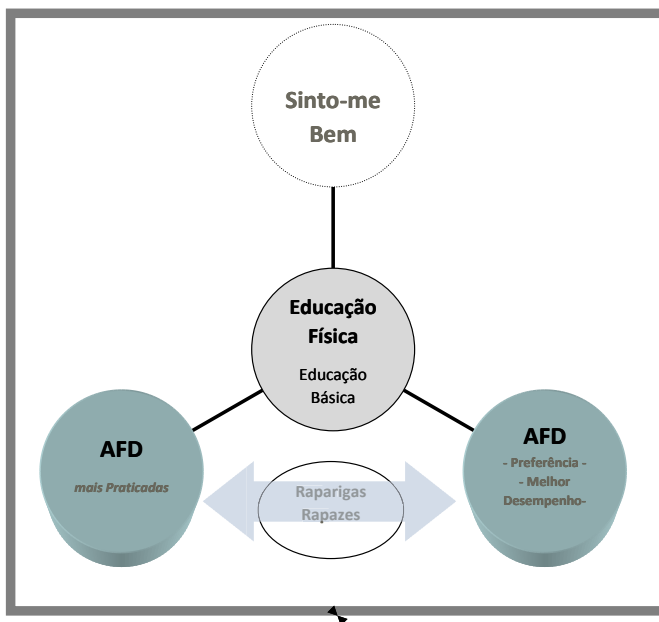 Sinto-me
Bem
Educação
Física
Educação
Básica
AFD
mais Praticadas
AFD
- Preferência -
- Melhor
Desempenho-
Raparigas
Rapazes